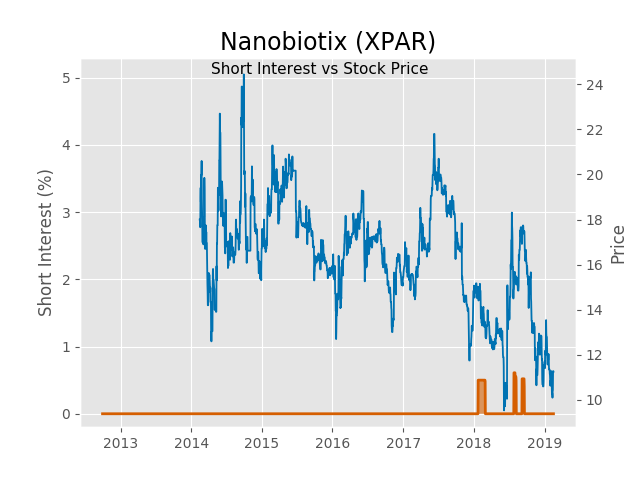 Nanobiotix (XPAR)
Short Interest vs Stock Price
Short Interest (%)
Price
5
4
3
2
1
0
24
22
20
18
16
14
12
10
2013 2014 2015 2016 2017 2018 2019